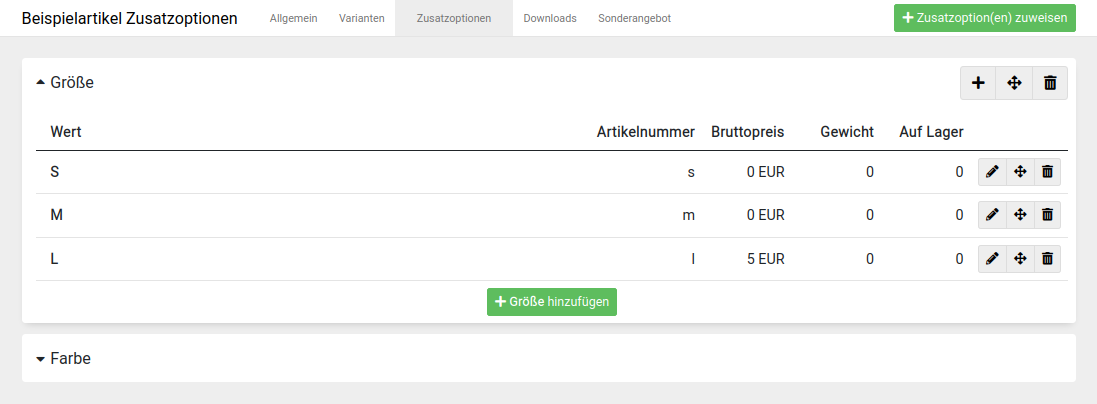 Beispielartikel Zusatzoptionen Allgemein Varianten Zusatzoptionen Downloads Sonderangebot Zusatzoption(en) zuweisen
Größe
Wert Artikelnummer Bruttopreis Gewicht Auf Lager
S s 0 EUR 0 0
M m 0 EUR 0 0
L l 5 EUR 0 0
Größe hinzufügen
Farbe